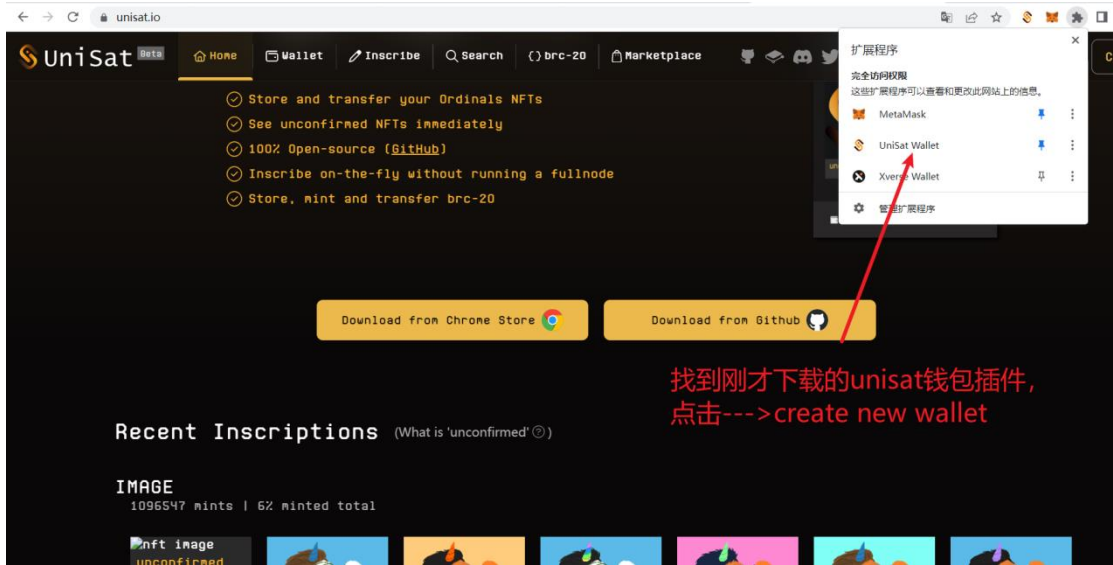 unisat.io
UniSat Beta Home Wallet Inscribe Search brc-20 Marketplace
扩展程序
完全访问权限
这些扩展程序可以查看和更改此网站上的信息。
MetaMask
UniSat Wallet
Xverse Wallet
管理扩展程序
Store and transfer your Ordinals NFTs
See unconfirmed NFTs immediately
100% Open-source (GitHub)
Inscribe on-the-fly without running a fullnode
Store, mint and transfer brc-20
Download from Chrome Store
Download from Github
找到刚才下载的unisat钱包插件,
点击--->create new wallet
Recent Inscriptions (What is 'unconfirmed' ?)
IMAGE
1096547 mints | 6% minted total
nft image
unconfirmed